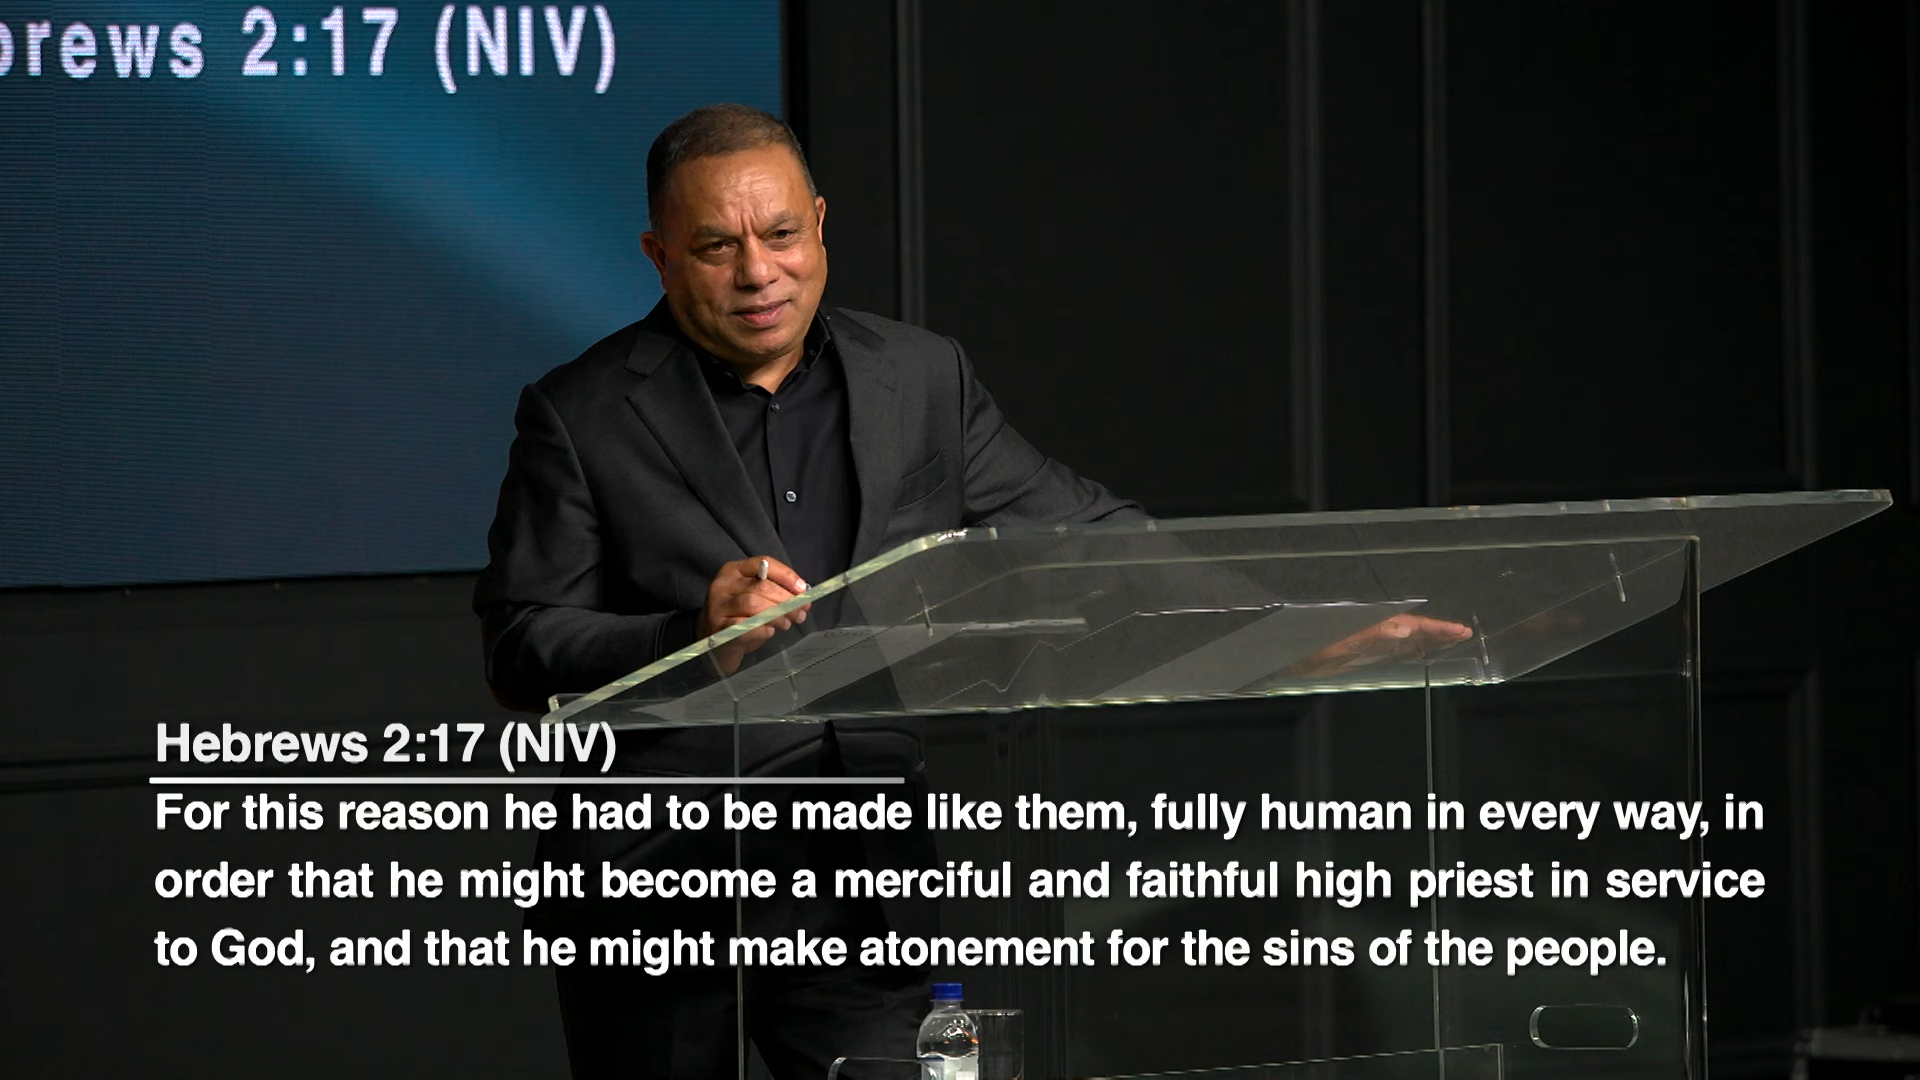 brews 2:17 (NIV)
Hebrews 2:17 (NIV)
For this reason he had to be made like them, fully human in every way, in
order that he might become a merciful and faithful high priest in service
to God, and that he might make atonement for the sins of the people.